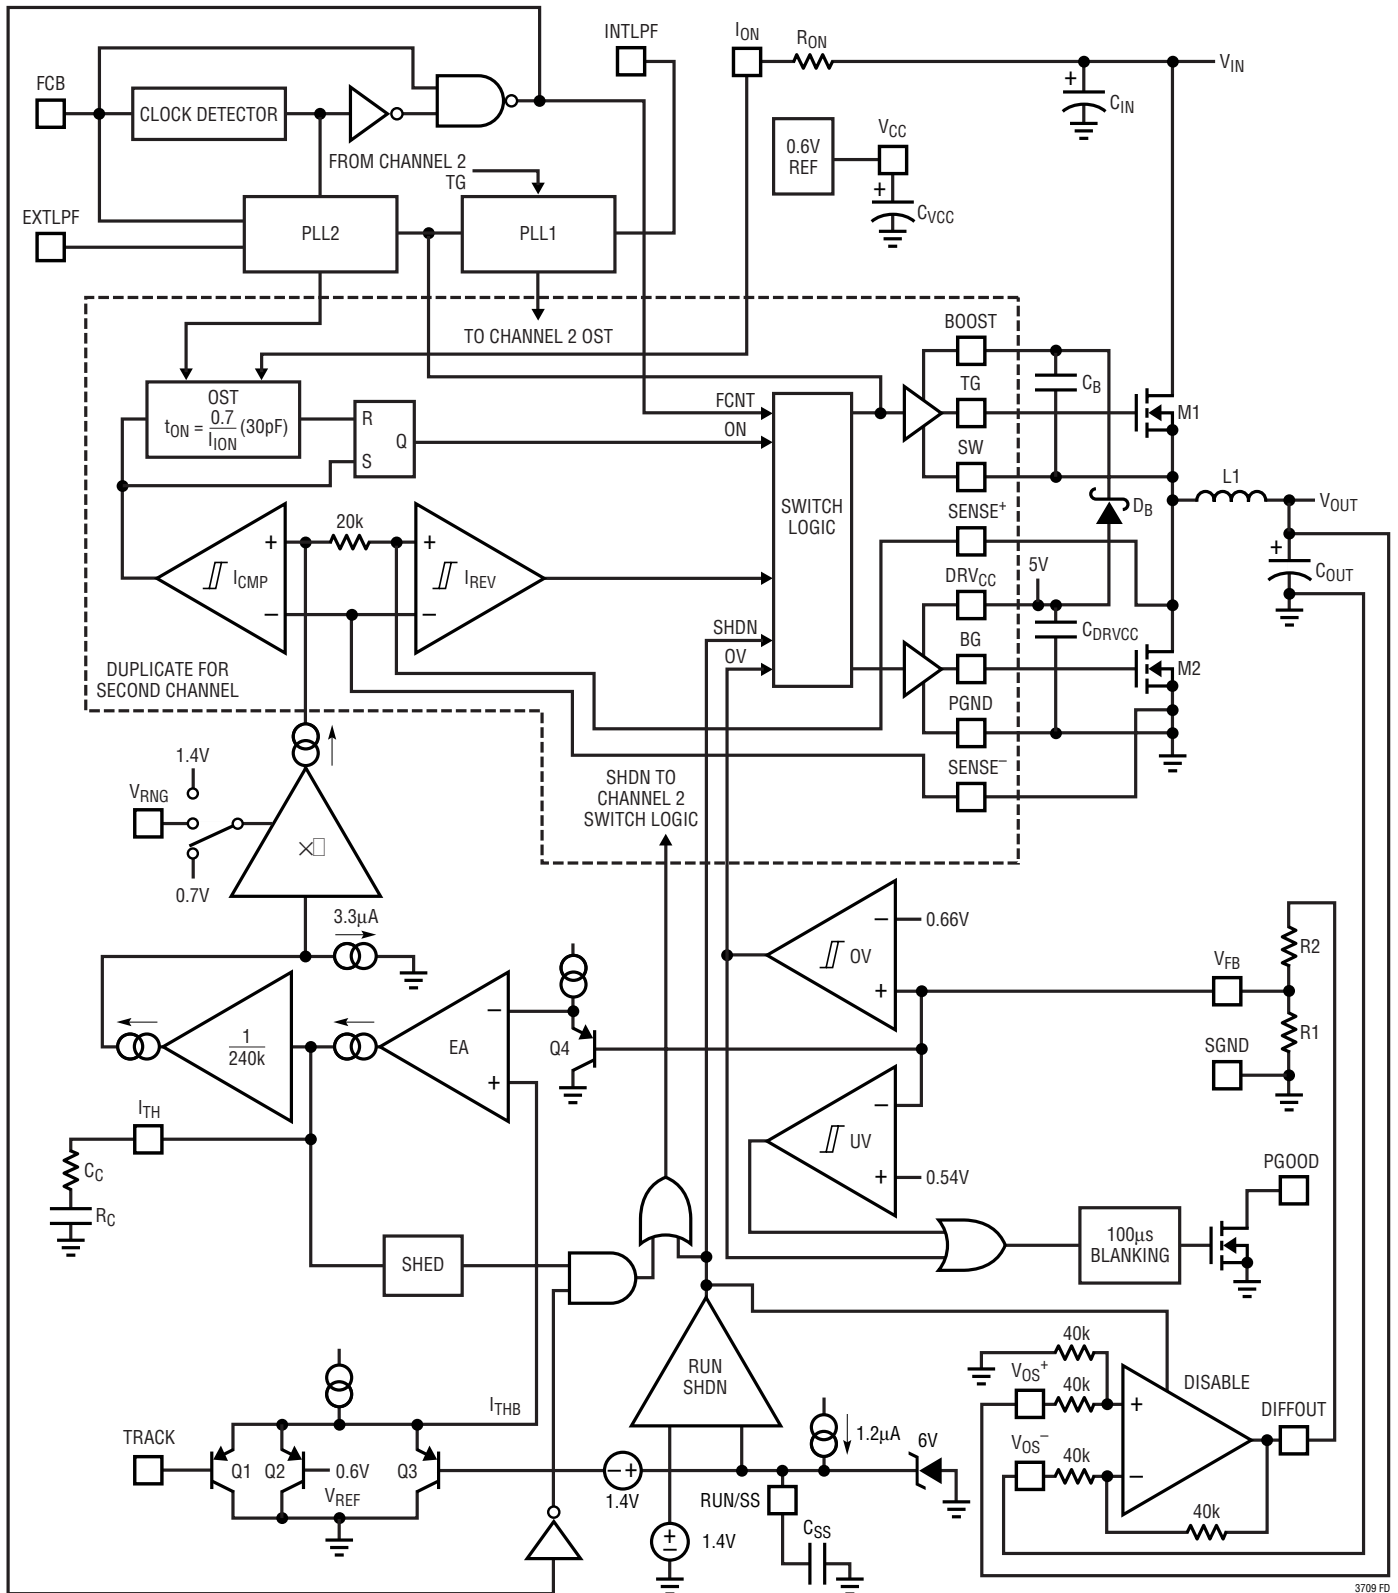 INTLPF
ION
RON
VIN
FCB
CLOCK DETECTOR
+
CIN
0.6V
REF
VCC
+
CVCC
FROM CHANNEL 2
TG
EXTLPF
PLL2
PLL1
TO CHANNEL 2 OST
BOOST
TG
SW
SENSE+
DRVCC
BG
PGND
SENSE–
CB
M1
L1
VOUT
DB
+
COUT
5V
CDRVCC
M2
OST
tON = 0.7/IION (30pF)
R
S
Q
FCNT
ON
SWITCH
LOGIC
SHDN
OV
20k
+
–
ICMP
+
–
IREV
DUPLICATE FOR
SECOND CHANNEL
1.4V
VRNG
0.7V
×
SHDN TO
CHANNEL 2
SWITCH LOGIC
3.3µA
1/240k
EA
–
+
Q4
–
0.66V
OV
+
VFB
R2
R1
SGND
–
UV
+
0.54V
ITH
CC
RC
SHED
100µs
BLANKING
PGOOD
RUN
SHDN
ITHB
TRACK
Q1
Q2
0.6V
VREF
Q3
– +
1.4V
+
–
1.4V
RUN/SS
CSS
1.2µA
6V
40k
VOS+
40k
+
DISABLE
DIFFOUT
VOS–
40k
–
40k
3709 FD